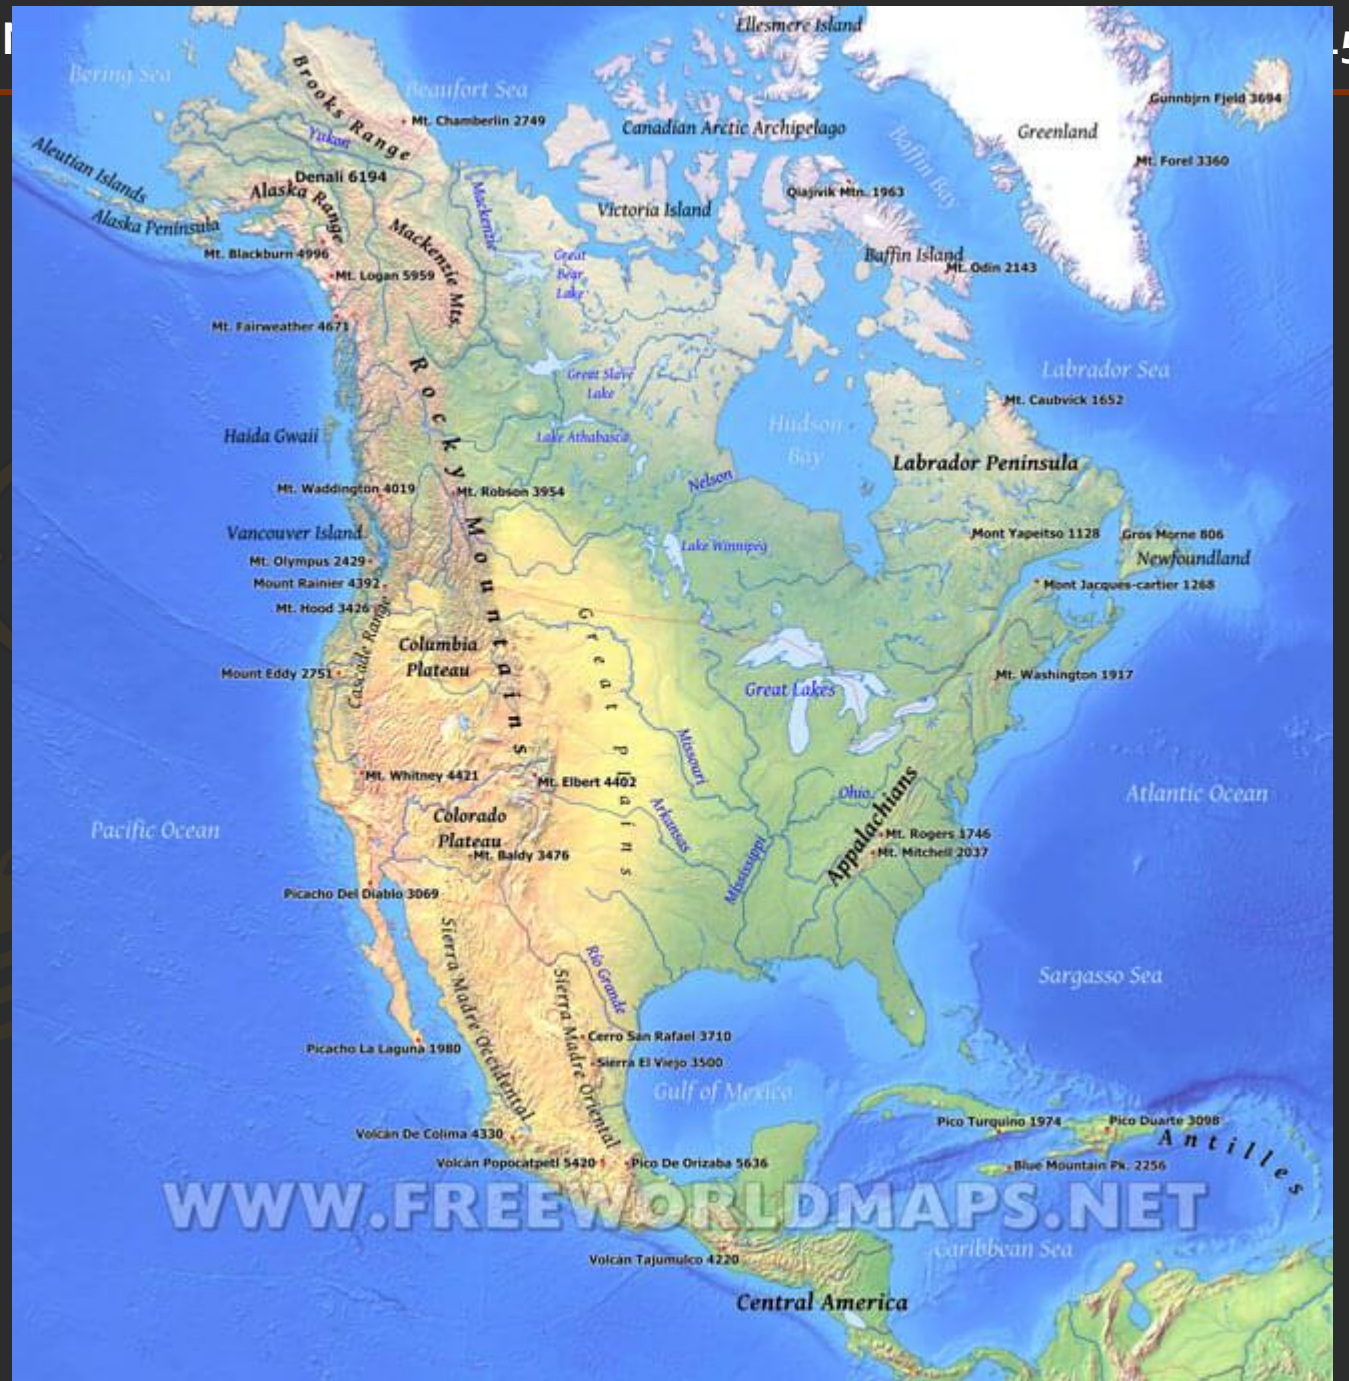 Ellesmere Island
Bering Sea
Beaufort Sea
Brooks Range
Gunnbjrn Fjeld 3694
Mt. Chamberlin 2749
Canadian Arctic Archipelago
Greenland
Yukon
Baffin Bay
Mt. Forel 3360
Aleutian Islands
Denali 6194
Alaska Range
Mackenzie
Qiajivik Mtn. 1963
Victoria Island
Alaska Peninsula
Mackenzie Mts.
Mt. Blackburn 4996
Great
Bear
Lake
Baffin Island
Mt. Odin 2143
Mt. Logan 5959
Mt. Fairweather 4671
Rocky Mountains
Great Slave
Lake
Labrador Sea
Mt. Caubvick 1652
Haida Gwaii
Lake Athabasca
Hudson
Bay
Labrador Peninsula
Nelson
Mt. Waddington 4019
Mt. Robson 3954
Vancouver Island
Lake Winnipeg
Mont Yapeitso 1128
Gros Morne 806
Newfoundland
Mt. Olympus 2429
Mount Rainier 4392
Mont Jacques-cartier 1268
Mt. Hood 3426
Cascade Range
Great plains
Columbia
Plateau
Mount Eddy 2751
Great Lakes
Mt. Washington 1917
Missouri
Mt. Whitney 4421
Mt. Elbert 4402
Ohio
Appalachians
Atlantic Ocean
Colorado
Plateau
Arkansas
Pacific Ocean
Mt. Rogers 1746
Mt. Mitchell 2037
Mt. Baldy 3476
Mississippi
Picacho Del Diablo 3069
Sierra Madre Occidental
Sierra Madre Oriental
Río Grande
Sargasso Sea
Cerro San Rafael 3710
Picacho La Laguna 1980
Sierra El Viejo 3500
Gulf of Mexico
Pico Turquino 1974
Pico Duarte 3098
Antilles
Volcán De Colima 4330
Volcán Popocatpetl 5420
Pico De Orizaba 5636
Blue Mountain Pk. 2256
WWW.FREEWORLDMAPS.NET
Caribbean Sea
Volcán Tajumulco 4220
Central America